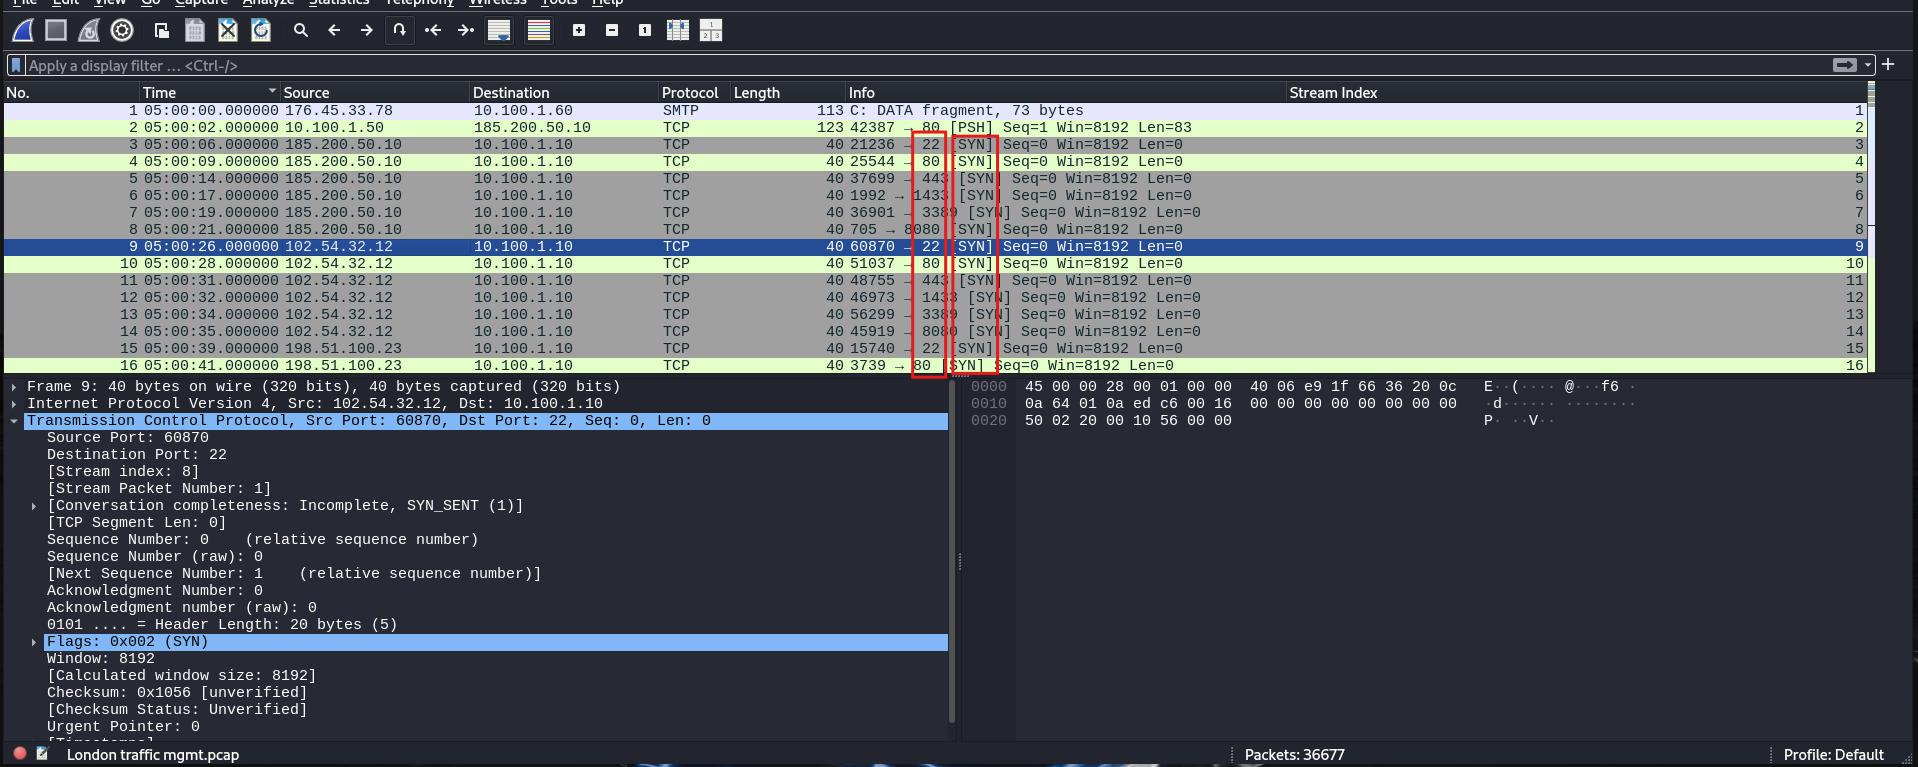 File Edit View Go Capture Analyze Statistics Telephony Wireless Tools Help
Apply a display filter … <Ctrl-/>
No. Time Source Destination Protocol Length Info Stream Index
1 05:00:00.000000 176.45.33.78 10.100.1.60 SMTP 113 C: DATA fragment, 73 bytes 1
2 05:00:02.000000 10.100.1.50 185.200.50.10 TCP 123 42387 → 80 [PSH] Seq=1 Win=8192 Len=83 2
3 05:00:06.000000 185.200.50.10 10.100.1.10 TCP 40 21236 → 22 [SYN] Seq=0 Win=8192 Len=0 3
4 05:00:09.000000 185.200.50.10 10.100.1.10 TCP 40 25544 → 80 [SYN] Seq=0 Win=8192 Len=0 4
5 05:00:14.000000 185.200.50.10 10.100.1.10 TCP 40 37699 → 443 [SYN] Seq=0 Win=8192 Len=0 5
6 05:00:17.000000 185.200.50.10 10.100.1.10 TCP 40 1992 → 1433 [SYN] Seq=0 Win=8192 Len=0 6
7 05:00:19.000000 185.200.50.10 10.100.1.10 TCP 40 36901 → 3389 [SYN] Seq=0 Win=8192 Len=0 7
8 05:00:21.000000 185.200.50.10 10.100.1.10 TCP 40 705 → 8080 [SYN] Seq=0 Win=8192 Len=0 8
9 05:00:26.000000 102.54.32.12 10.100.1.10 TCP 40 60870 → 22 [SYN] Seq=0 Win=8192 Len=0 9
10 05:00:28.000000 102.54.32.12 10.100.1.10 TCP 40 51037 → 80 [SYN] Seq=0 Win=8192 Len=0 10
11 05:00:31.000000 102.54.32.12 10.100.1.10 TCP 40 48755 → 443 [SYN] Seq=0 Win=8192 Len=0 11
12 05:00:32.000000 102.54.32.12 10.100.1.10 TCP 40 46973 → 1433 [SYN] Seq=0 Win=8192 Len=0 12
13 05:00:34.000000 102.54.32.12 10.100.1.10 TCP 40 56299 → 3389 [SYN] Seq=0 Win=8192 Len=0 13
14 05:00:35.000000 102.54.32.12 10.100.1.10 TCP 40 45919 → 8080 [SYN] Seq=0 Win=8192 Len=0 14
15 05:00:39.000000 198.51.100.23 10.100.1.10 TCP 40 15740 → 22 [SYN] Seq=0 Win=8192 Len=0 15
16 05:00:41.000000 198.51.100.23 10.100.1.10 TCP 40 3739 → 80 [SYN] Seq=0 Win=8192 Len=0 16
Frame 9: 40 bytes on wire (320 bits), 40 bytes captured (320 bits)
Internet Protocol Version 4, Src: 102.54.32.12, Dst: 10.100.1.10
Transmission Control Protocol, Src Port: 60870, Dst Port: 22, Seq: 0, Len: 0
Source Port: 60870
Destination Port: 22
[Stream index: 8]
[Stream Packet Number: 1]
[Conversation completeness: Incomplete, SYN_SENT (1)]
[TCP Segment Len: 0]
Sequence Number: 0 (relative sequence number)
Sequence Number (raw): 0
[Next Sequence Number: 1 (relative sequence number)]
Acknowledgment Number: 0
Acknowledgment number (raw): 0
0101 .... = Header Length: 20 bytes (5)
Flags: 0x002 (SYN)
Window: 8192
[Calculated window size: 8192]
Checksum: 0x1056 [unverified]
[Checksum Status: Unverified]
Urgent Pointer: 0
[Timestamps]
0000 45 00 00 28 00 01 00 00 40 06 e9 1f 66 36 20 0c E··(···· @···f6 ·
0010 0a 64 01 0a ed c6 00 16 00 00 00 00 00 00 00 00 ·d······ ········
0020 50 02 20 00 10 56 00 00 P· ··V··
London traffic mgmt.pcap Packets: 36677 Profile: Default